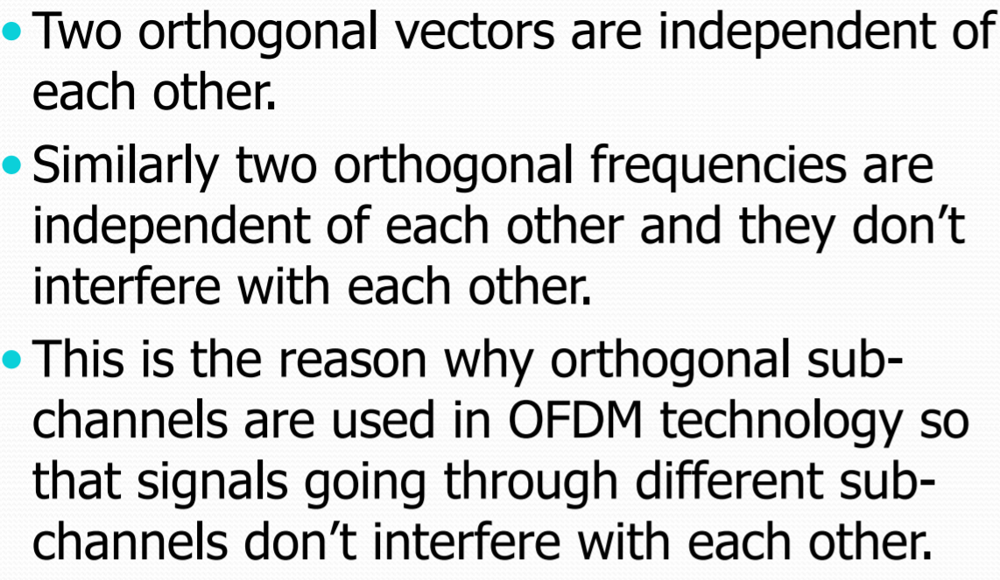 • Two orthogonal vectors are independent of
each other.
• Similarly two orthogonal frequencies are
independent of each other and they don’t
interfere with each other.
• This is the reason why orthogonal sub-
channels are used in OFDM technology so
that signals going through different sub-
channels don’t interfere with each other.